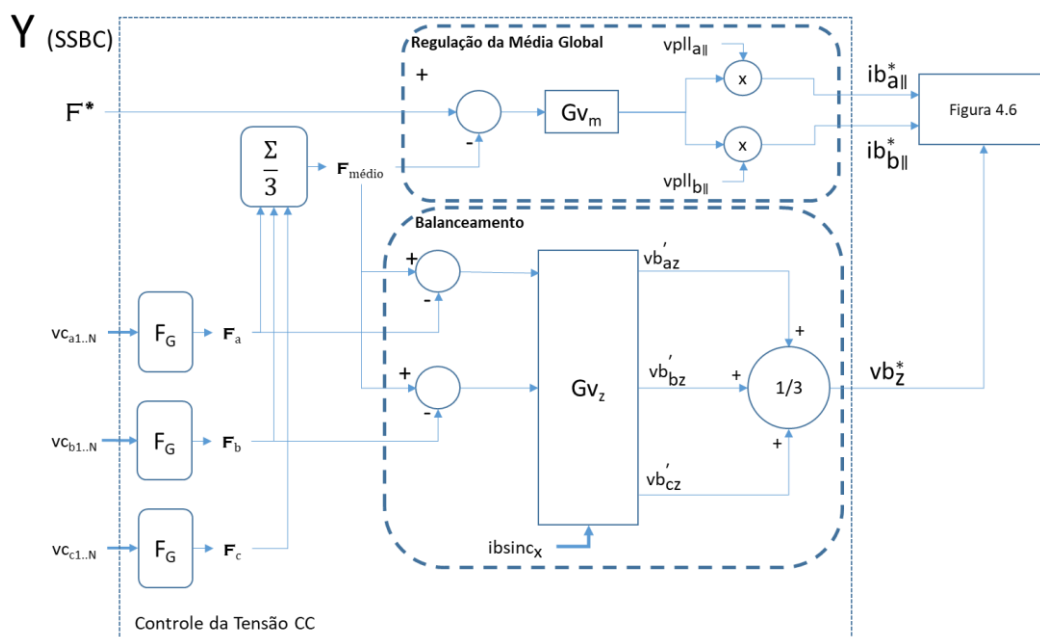 Y (SSBC)
Regulação da Média Global
vpll_a||
+
x
ib*_a||
F*
Gv_m
Figura 4.6
-
x
ib*_b||
Σ
3
F_médio
vpll_b||
Balanceamento
vb'_az
+
-
+
vc_a1..N
F_G
F_a
Gv_z
vb'_bz
+
1/3
vb*_z
+
-
vc_b1..N
F_G
F_b
+
vb'_cz
vc_c1..N
F_G
F_c
ibsinc_x
Controle da Tensão CC